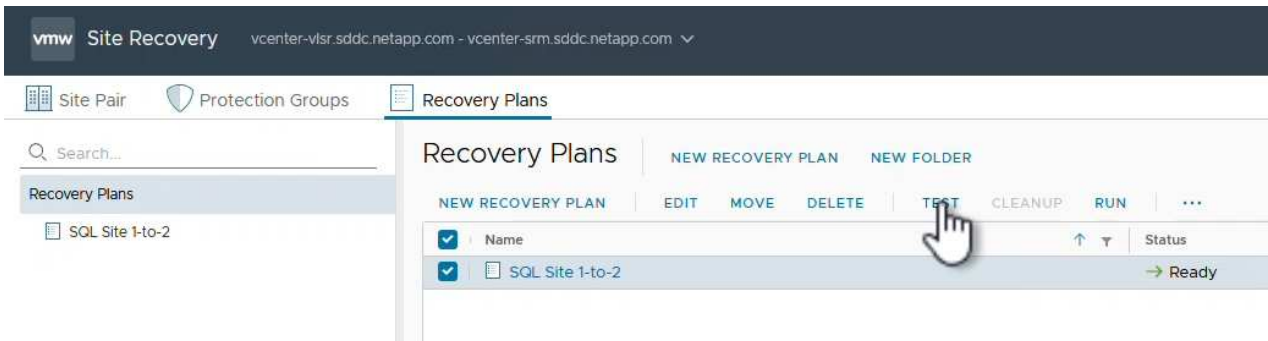 vmw Site Recovery vcenter-vlsr.sddc.netapp.com - vcenter-srm.sddc.netapp.com
Site Pair Protection Groups Recovery Plans
Search...
Recovery Plans
SQL Site 1-to-2
Recovery Plans NEW RECOVERY PLAN NEW FOLDER
NEW RECOVERY PLAN EDIT MOVE DELETE TEST CLEANUP RUN ...
Name Status
SQL Site 1-to-2 Ready